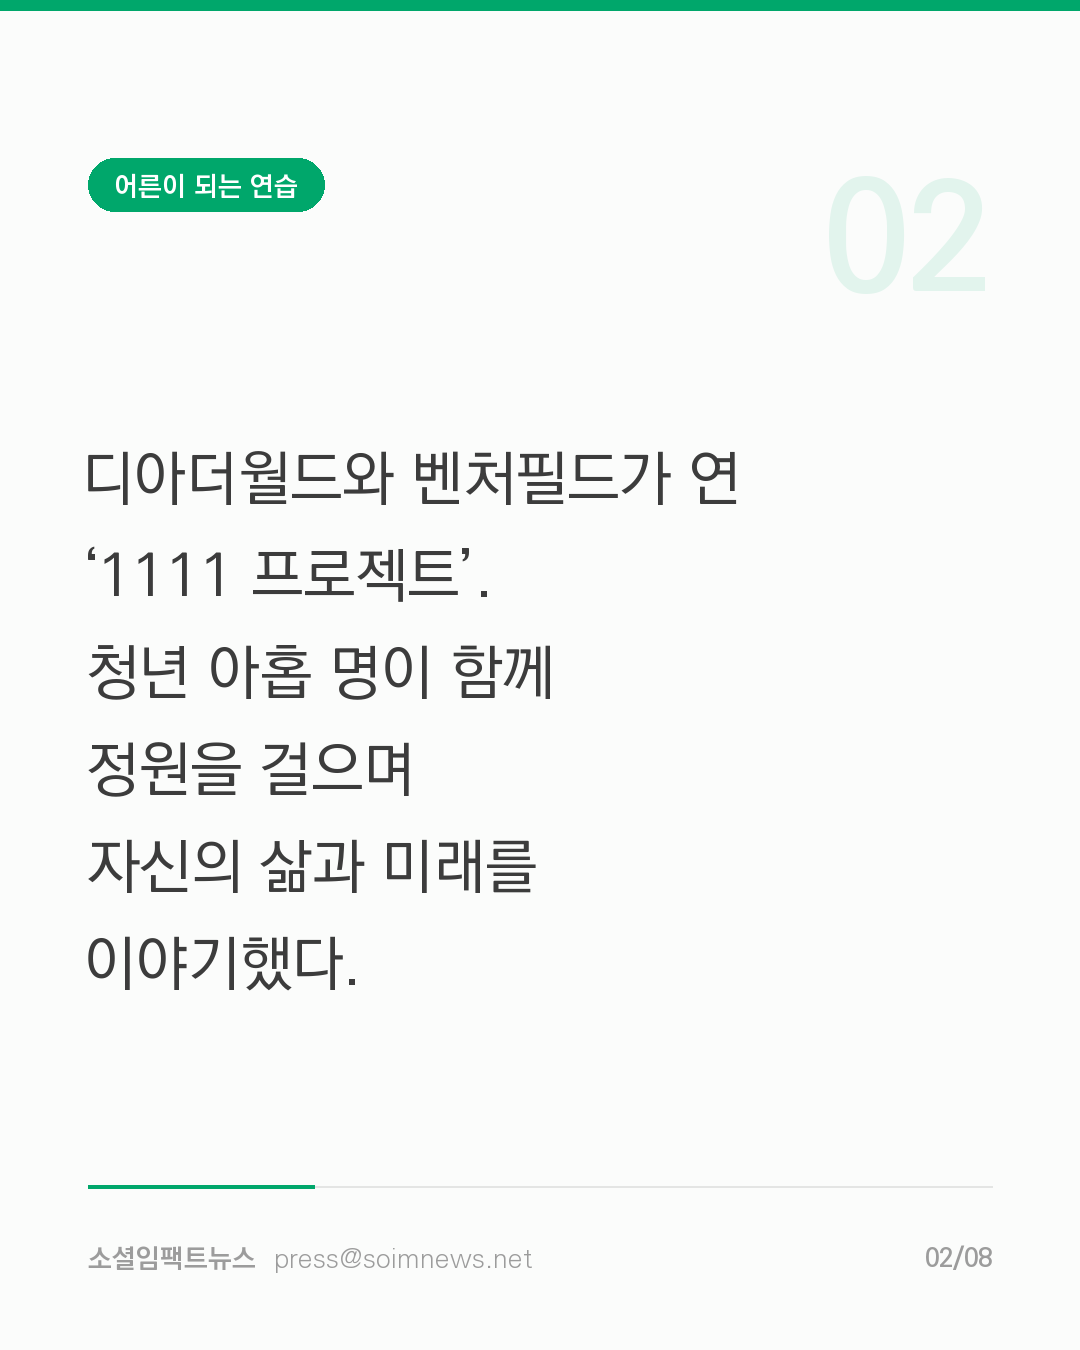 어른이 되는 연습
02
디아더월드와 벤처필드가 연
‘1111 프로젝트’.
청년 아홉 명이 함께
정원을 걸으며
자신의 삶과 미래를
이야기했다.
소셜임팩트뉴스 press@soimnews.net
02/08